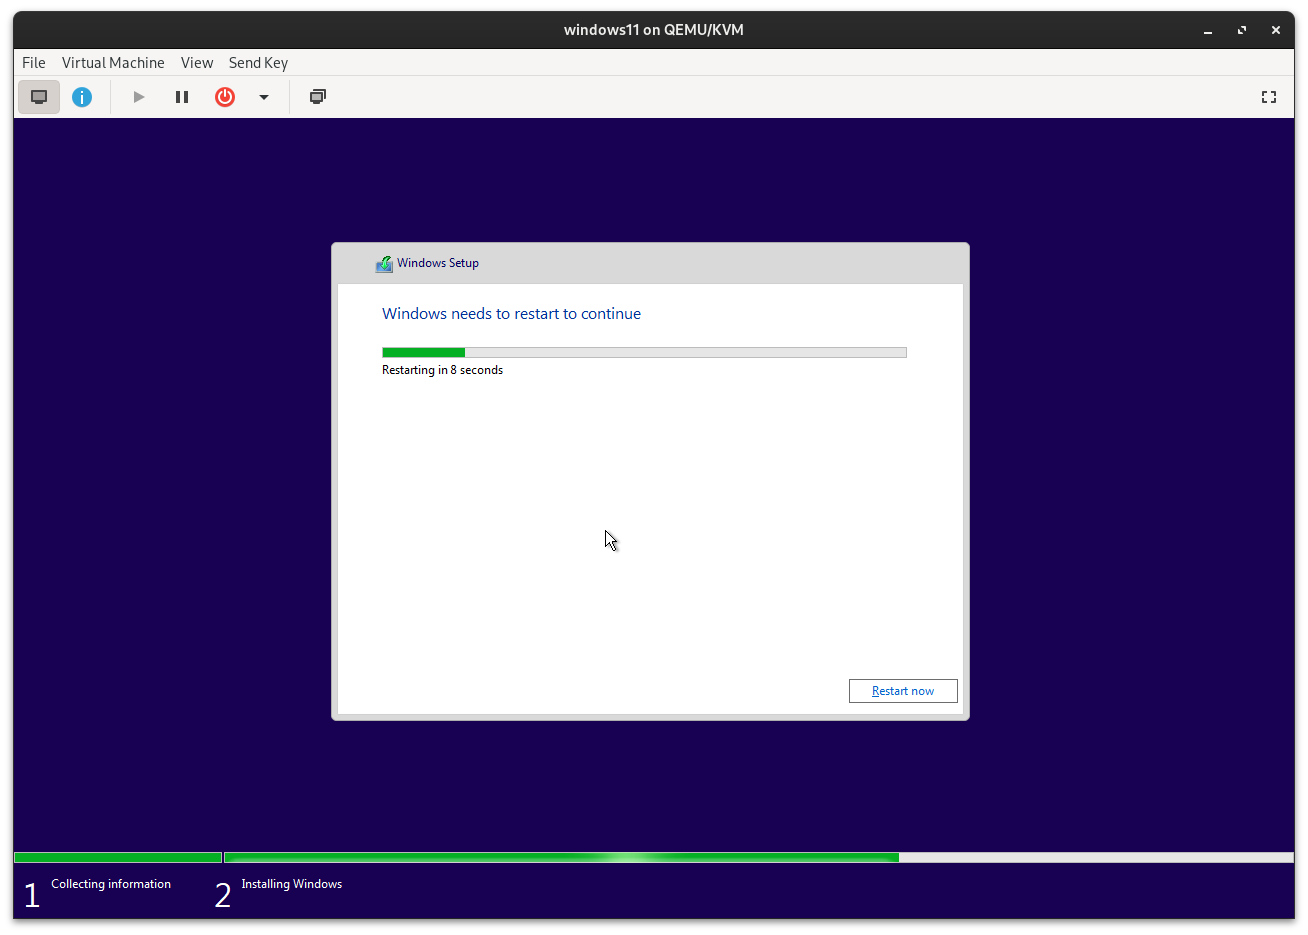 windows11 on QEMU/KVM
File Virtual Machine View Send Key
Windows Setup
Windows needs to restart to continue
Restarting in 8 seconds
Restart now
1 Collecting information 2 Installing Windows